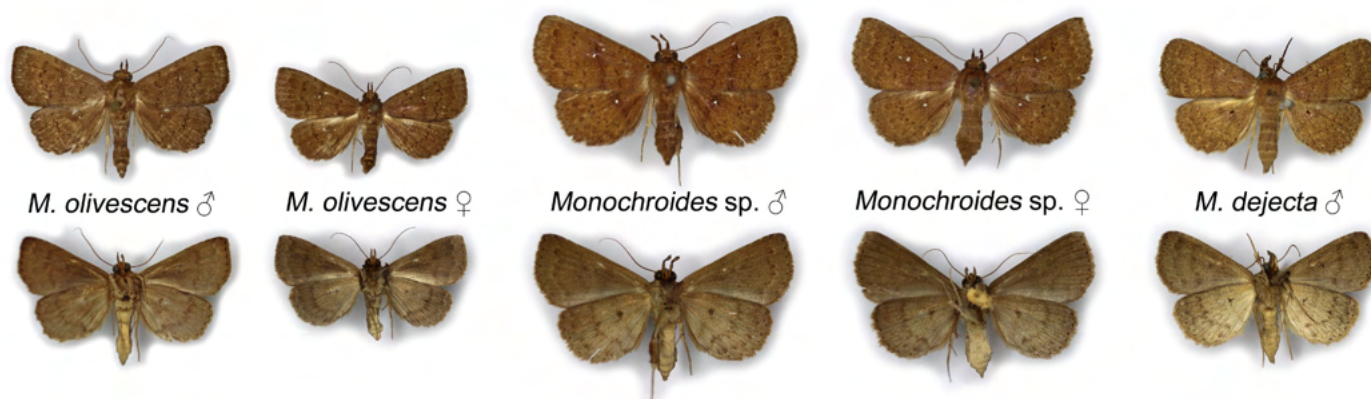 M. olivescens ♂
M. olivescens ♀
Monochroides sp. ♂
Monochroides sp. ♀
M. dejecta ♂